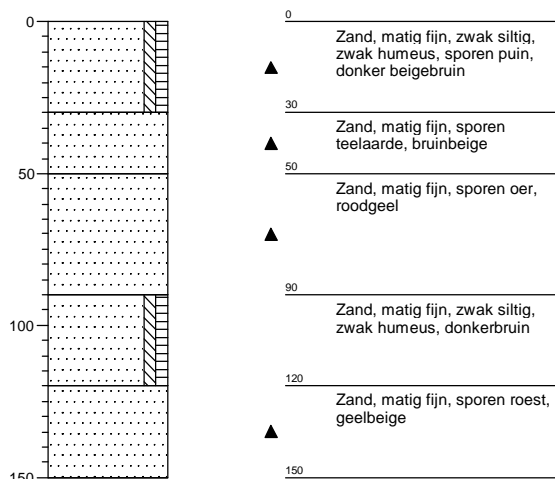 0
50
100
150
0
Zand, matig fijn, zwak siltig,
zwak humeus, sporen puin,
donker beigebruin
30
Zand, matig fijn, sporen
teelaarde, bruinbeige
50
Zand, matig fijn, sporen oer,
roodgeel
90
Zand, matig fijn, zwak siltig,
zwak humeus, donkerbruin
120
Zand, matig fijn, sporen roest,
geelbeige
150